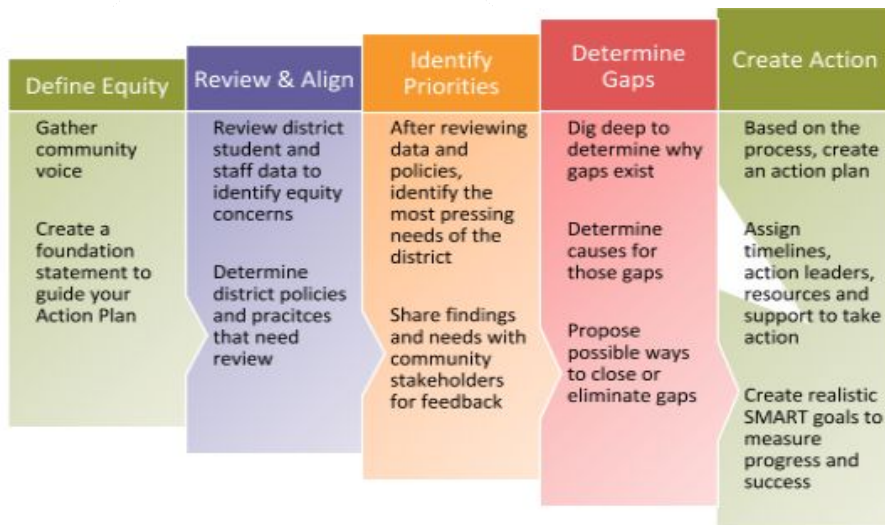 Define Equity
Gather
community
voice
Create a
foundation
statement to
guide your
Action Plan
Review & Align
Review district
student and
staff data to
identify equity
concerns
Determine
district policies
and pracitces
that need
review
Identify
Priorities
After reviewing
data and
policies,
identify the
most pressing
needs of the
district
Share findings
and needs with
community
stakeholders
for feedback
Determine
Gaps
Dig deep to
determine why
gaps exist
Determine
causes for
those gaps
Propose
possible ways
to close or
eliminate gaps
Create Action
Based on the
process, create
an action plan
Assign
timelines,
action leaders,
resources and
support to take
action
Create realistic
SMART goals to
measure
progress and
success